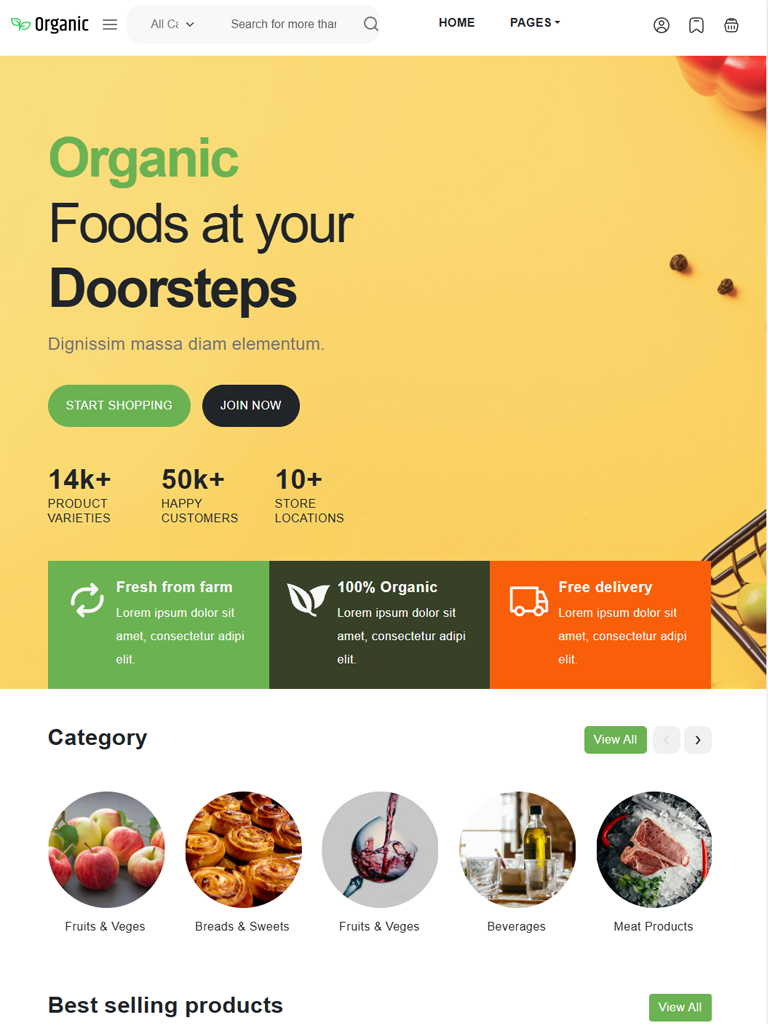 Organic
All Ca
Search for more than
HOME
PAGES
Organic
Foods at your
Doorsteps
Dignissim massa diam elementum.
START SHOPPING
JOIN NOW
14k+
PRODUCT
VARIETIES
50k+
HAPPY
CUSTOMERS
10+
STORE
LOCATIONS
Fresh from farm
Lorem ipsum dolor sit
amet, consectetur adipi
elit.
100% Organic
Lorem ipsum dolor sit
amet, consectetur adipi
elit.
Free delivery
Lorem ipsum dolor sit
amet, consectetur adipi
elit.
Category
View All
Fruits & Veges
Breads & Sweets
Fruits & Veges
Beverages
Meat Products
Best selling products
View All